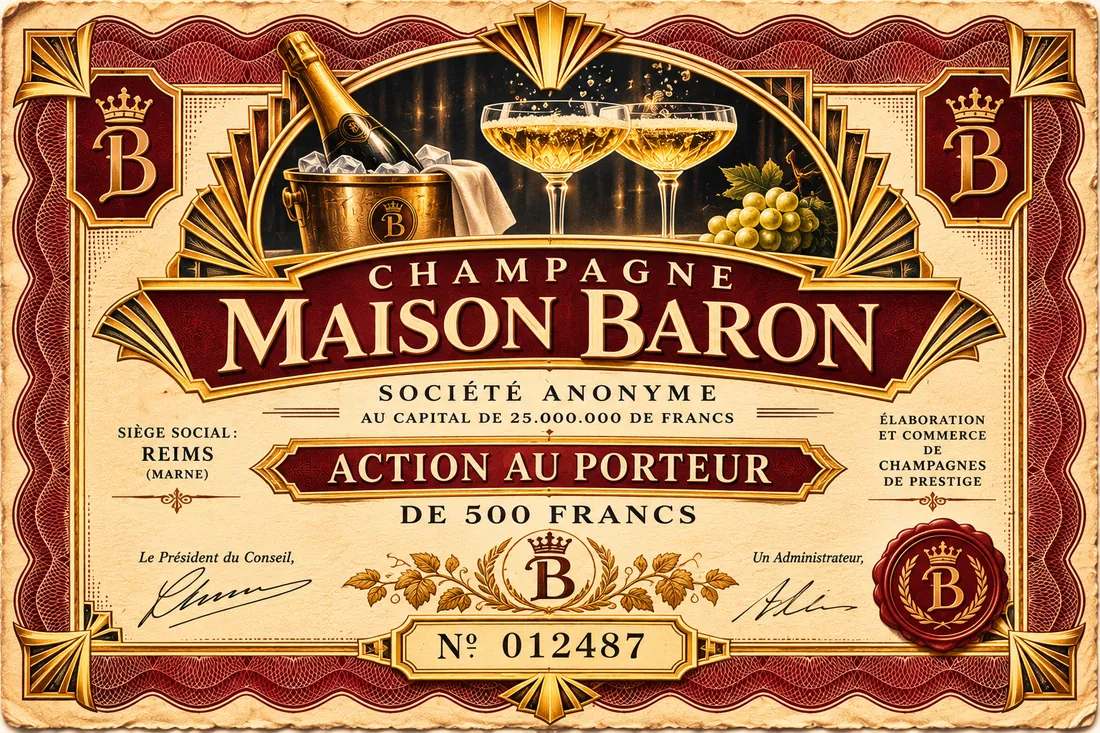 B
B
B
CHAMPAGNE
MAISON BARON
SOCIÉTÉ ANONYME
AU CAPITAL DE 25.000.000 DE FRANCS
SIÈGE SOCIAL:
REIMS
(MARNE)
ÉLABORATION
ET COMMERCE
DE
CHAMPAGNES
DE PRESTIGE
ACTION AU PORTEUR
DE 500 FRANCS
Le Président du Conseil,
Un Administrateur,
B
B
Nº 012487